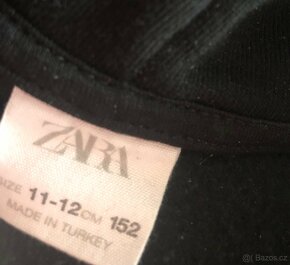 ZARA
SIZE 11-12 CM 152
MADE IN TURKEY
Bazos.cz